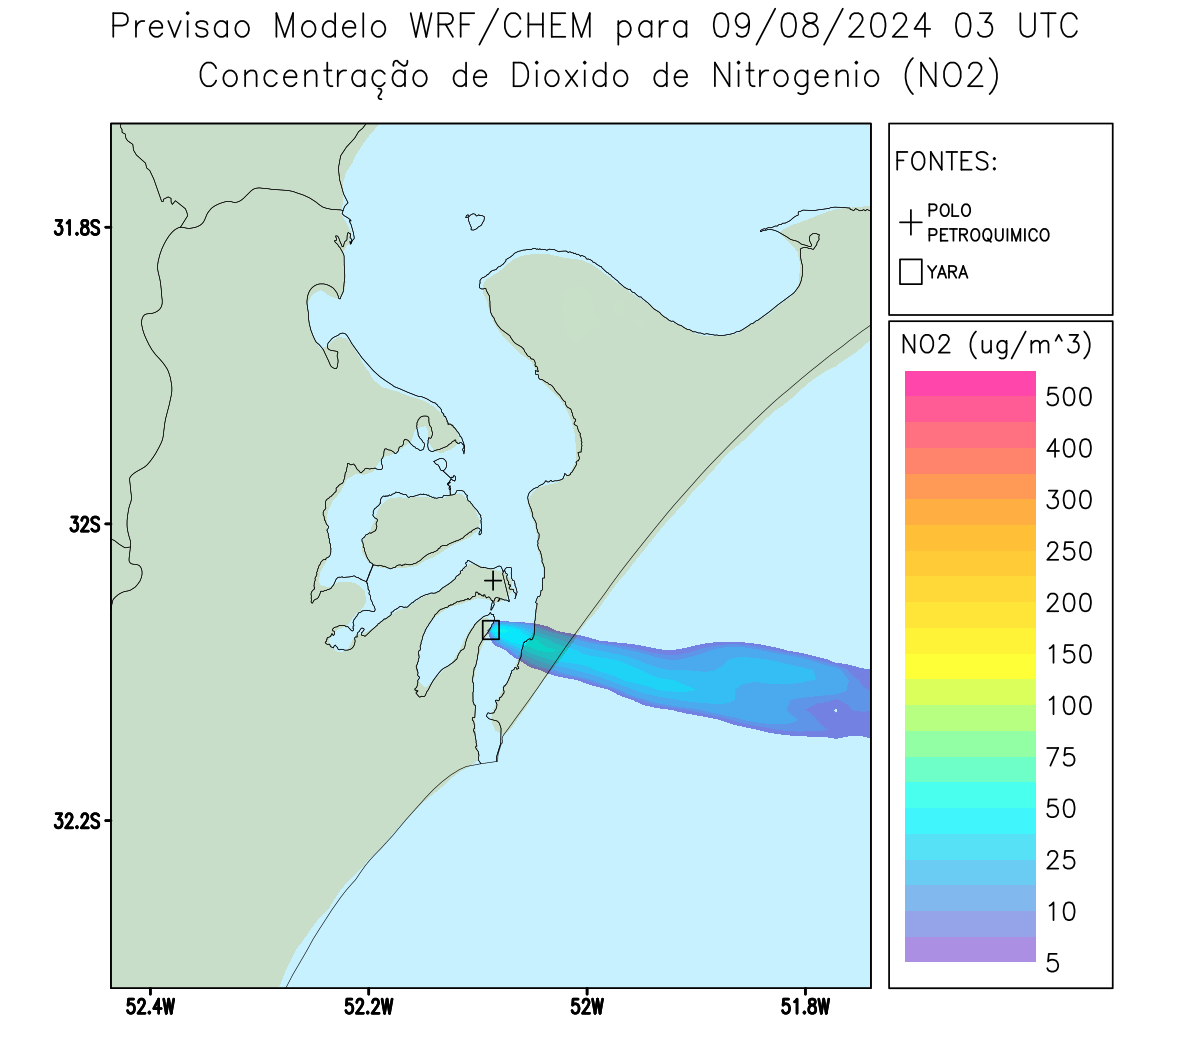 Previsao Modelo WRF/CHEM para 09/08/2024 03 UTC
Concentração de Dioxido de Nitrogenio (NO2)
FONTES:
POLO
PETROQUIMICO
YARA
NO2 (ug/m^3)
500
400
300
250
200
150
100
75
50
25
10
5
31.8S
32S
32.2S
52.4W
52.2W
52W
51.8W